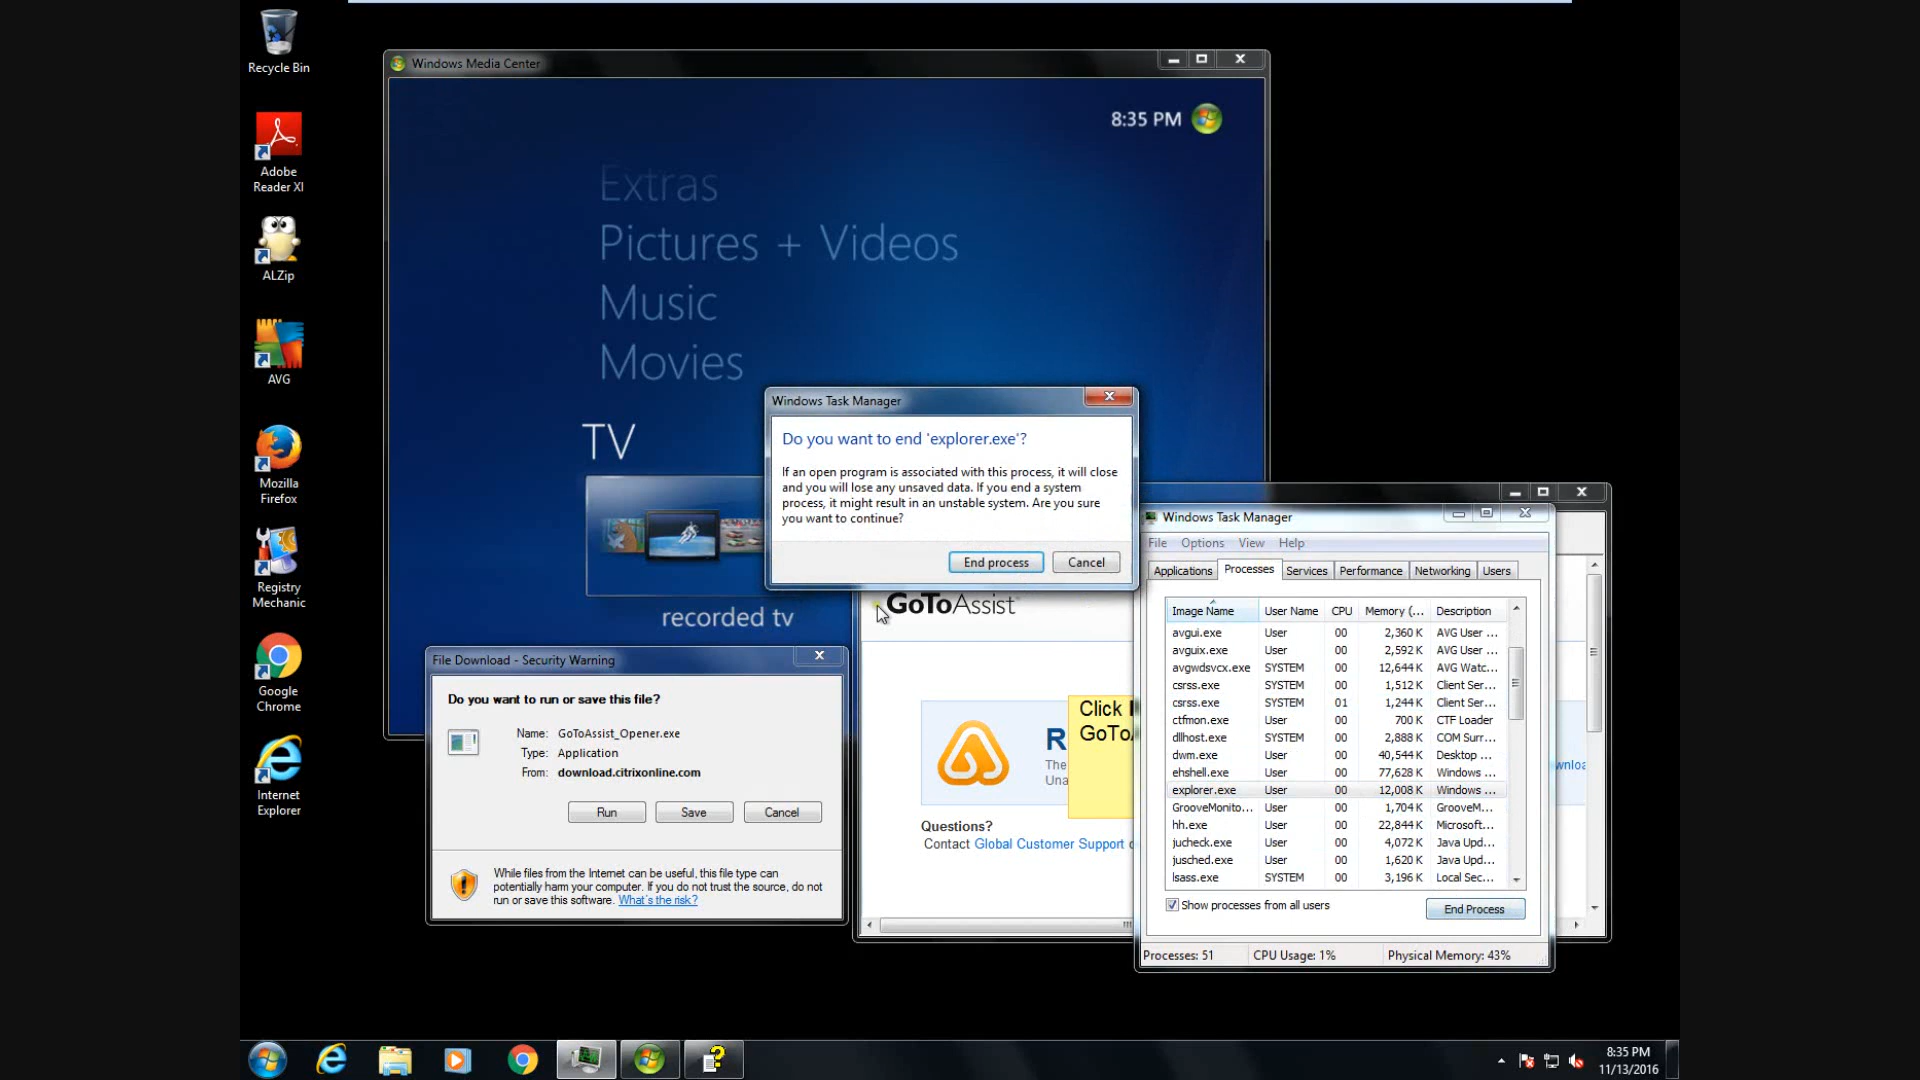 Recycle Bin
Adobe
Reader XI
ALZip
AVG
Mozilla
Firefox
Registry
Mechanic
Google
Chrome
Internet
Explorer
Windows Media Center
8:35 PM
Extras
Pictures + Videos
Music
Movies
TV
recorded tv
Windows Task Manager
Do you want to end 'explorer.exe'?
If an open program is associated with this process, it will close
and you will lose any unsaved data. If you end a system
process, it might result in an unstable system. Are you sure
you want to continue?
End process Cancel
File Download - Security Warning
Do you want to run or save this file?
Name: GoToAssist_Opener.exe
Type: Application
From: download.citrixonline.com
Run Save Cancel
While files from the Internet can be useful, this file type can
potentially harm your computer. If you do not trust the source, do not
run or save this software. What's the risk?
GoToAssist
R
The
Una
Click
GoTo
Questions?
Contact Global Customer Support
Windows Task Manager
File Options View Help
Applications Processes Services Performance Networking Users
Image Name User Name CPU Memory (... Description
avgui.exe User 00 2,360 K AVG User ...
avguix.exe User 00 2,592 K AVG User ...
avgwdsvcx.exe SYSTEM 00 12,644 K AVG Watc...
csrss.exe SYSTEM 00 1,512 K Client Ser...
csrss.exe SYSTEM 01 1,244 K Client Ser...
ctfmon.exe User 00 700 K CTF Loader
dllhost.exe SYSTEM 00 2,888 K COM Surr...
dwm.exe User 00 40,544 K Desktop ...
ehshell.exe User 00 77,628 K Windows ...
explorer.exe User 00 12,008 K Windows ...
GrooveMonito... User 00 1,704 K GrooveM...
hh.exe User 00 22,844 K Microsoft...
jucheck.exe User 00 4,072 K Java Upd...
jusched.exe User 00 1,620 K Java Upd...
lsass.exe SYSTEM 00 3,196 K Local Sec...
Show processes from all users
End Process
Processes: 51 CPU Usage: 1% Physical Memory: 43%
wnloa
8:35 PM
11/13/2016